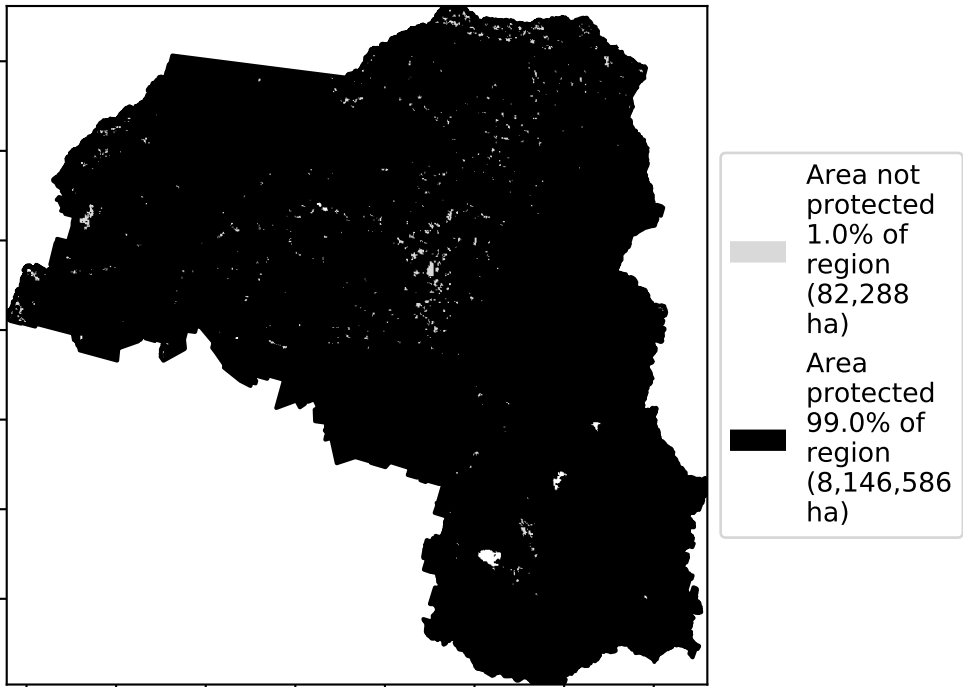 Area not
protected
1.0% of
region
(82,288
ha)
Area
protected
99.0% of
region
(8,146,586
ha)